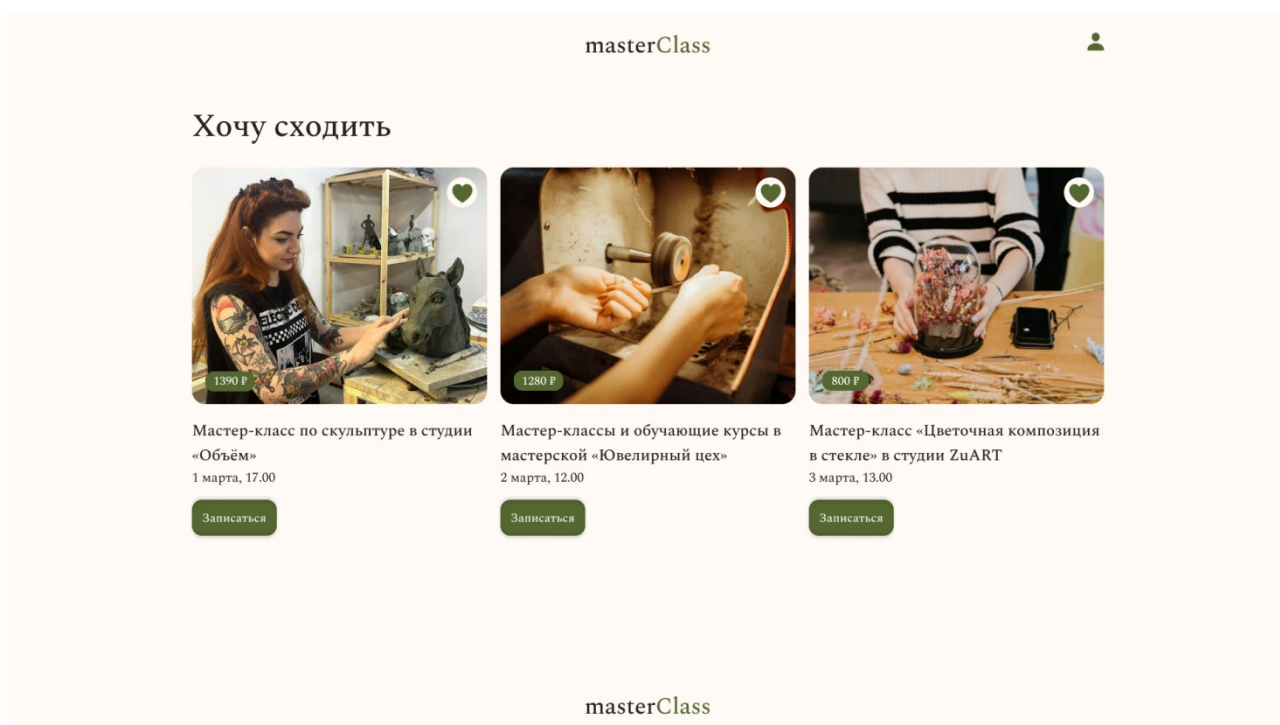 masterClass
Хочу сходить
1390 ₽
1280 ₽
800 ₽
Мастер-класс по скульптуре в студии
«Объём»
1 марта, 17.00
Записаться
Мастер-классы и обучающие курсы в
мастерской «Ювелирный цех»
2 марта, 12.00
Записаться
Мастер-класс «Цветочная композиция
в стекле» в студии ZuART
3 марта, 13.00
Записаться
masterClass